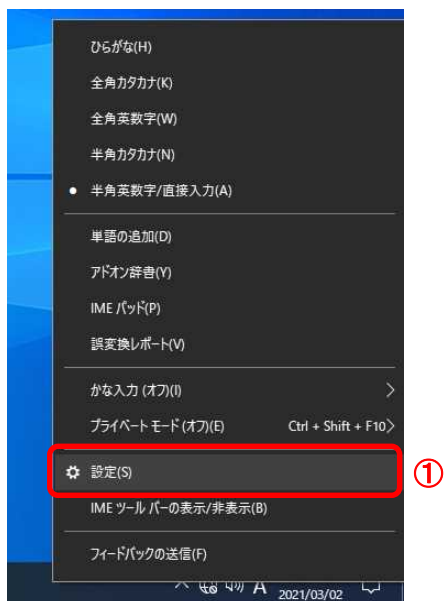 ひらがな(H)
全角カタカナ(K)
全角英数字(W)
半角カタカナ(N)
● 半角英数字/直接入力(A)
単語の追加(D)
アドオン辞書(Y)
IME パッド(P)
誤変換レポート(V)
かな入力 (オフ)(I) >
プライベート モード (オフ)(E) Ctrl + Shift + F10 >
設定(S) ①
IME ツール バーの表示/非表示(B)
フィードバックの送信(F)
A
2021/03/02